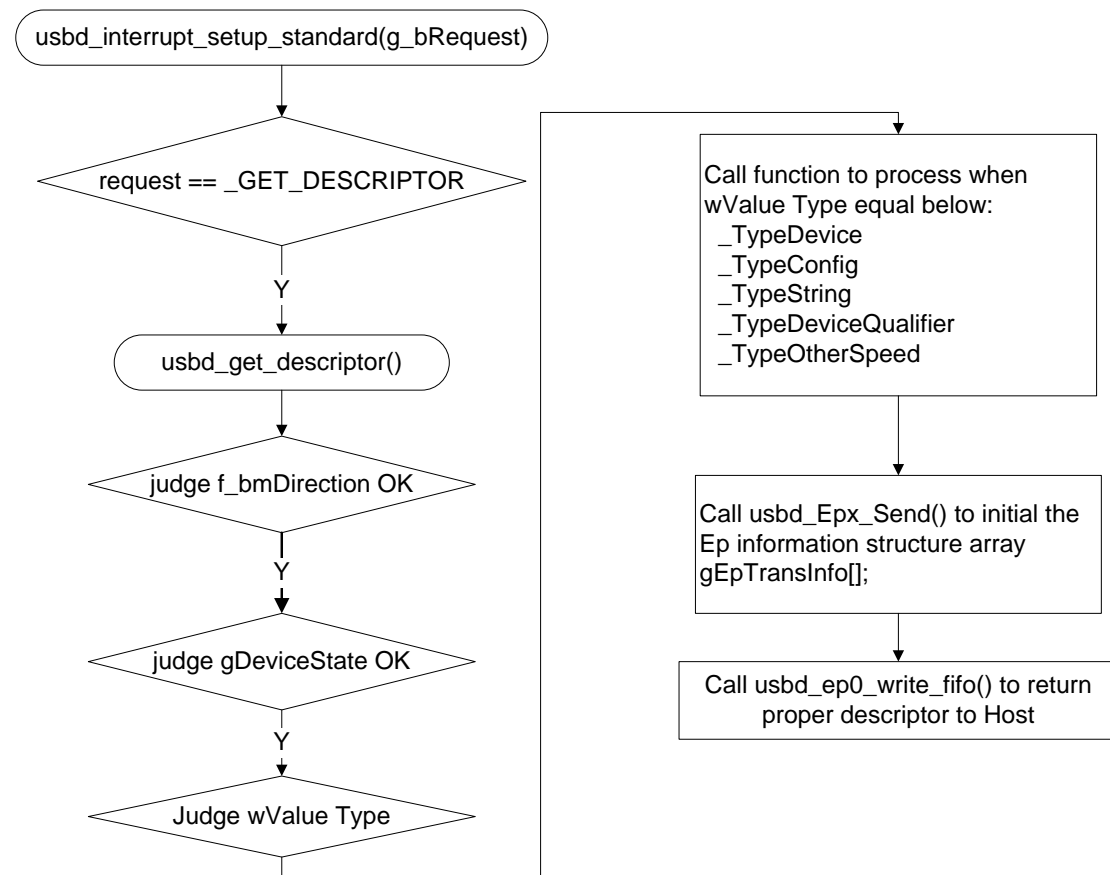 usbd_interrupt_setup_standard(g_bRequest)
request == _GET_DESCRIPTOR
Y
usbd_get_descriptor()
judge f_bmDirection OK
Y
judge gDeviceState OK
Y
Judge wValue Type
Call function to process when
wValue Type equal below:
_TypeDevice
_TypeConfig
_TypeString
_TypeDeviceQualifier
_TypeOtherSpeed
Call usbd_Epx_Send() to initial the
Ep information structure array
gEpTransInfo[];
Call usbd_ep0_write_fifo() to return
proper descriptor to Host